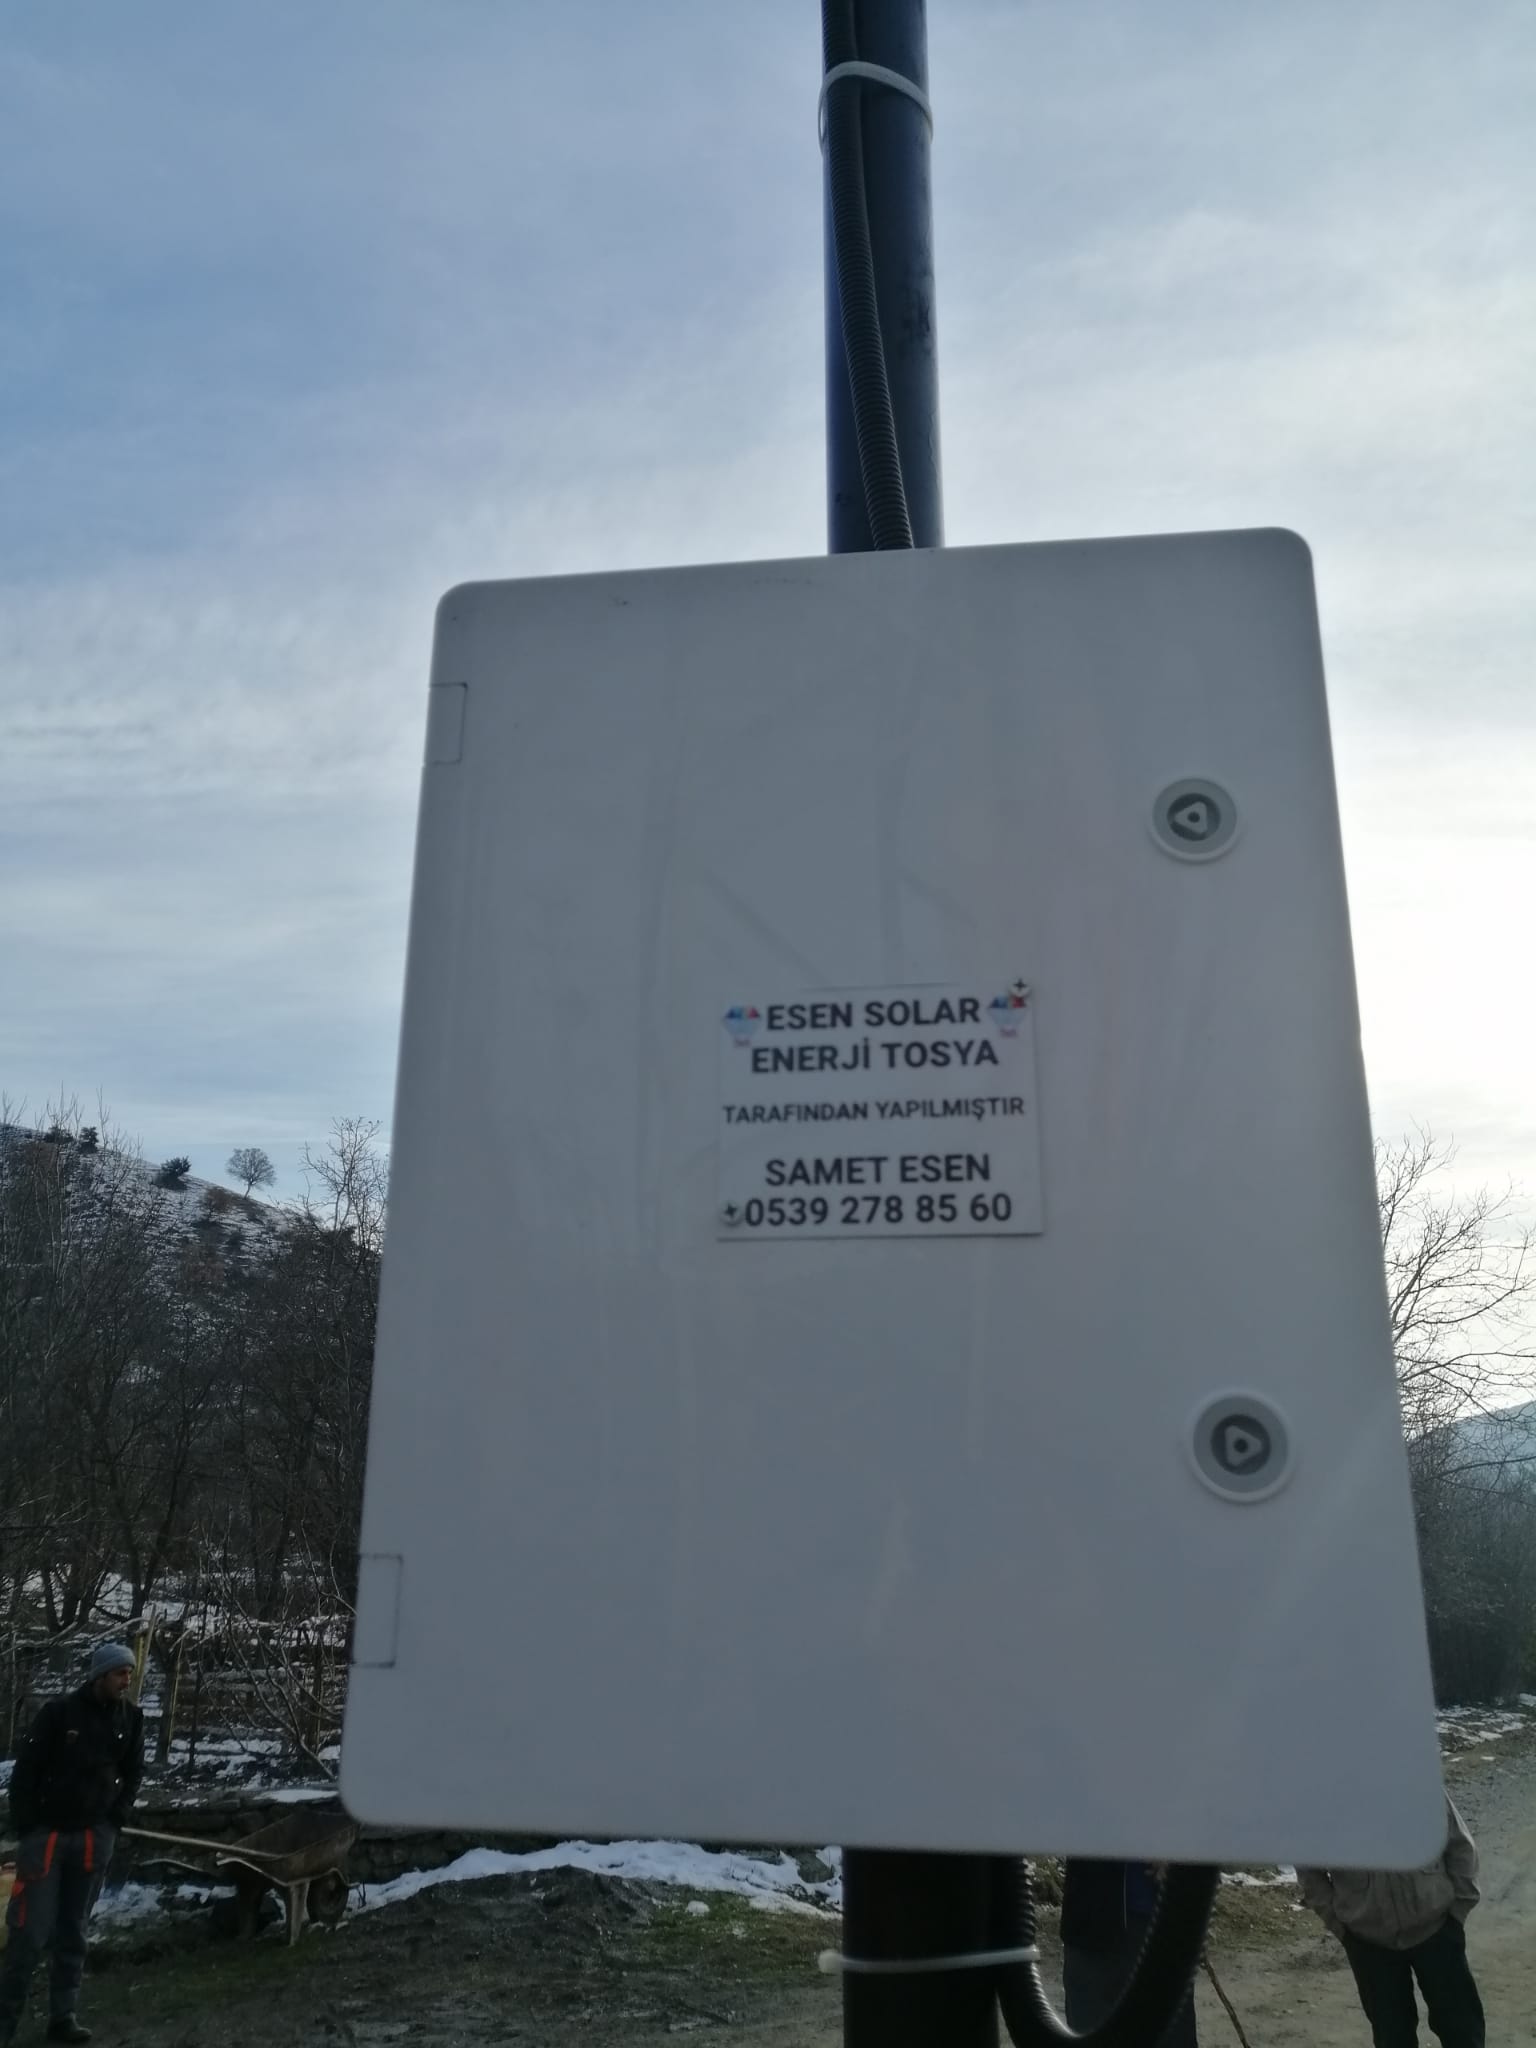 ESEN SOLAR
ENERJİ TOSYA
TARAFINDAN YAPILMIŞTIR
SAMET ESEN
0539 278 85 60